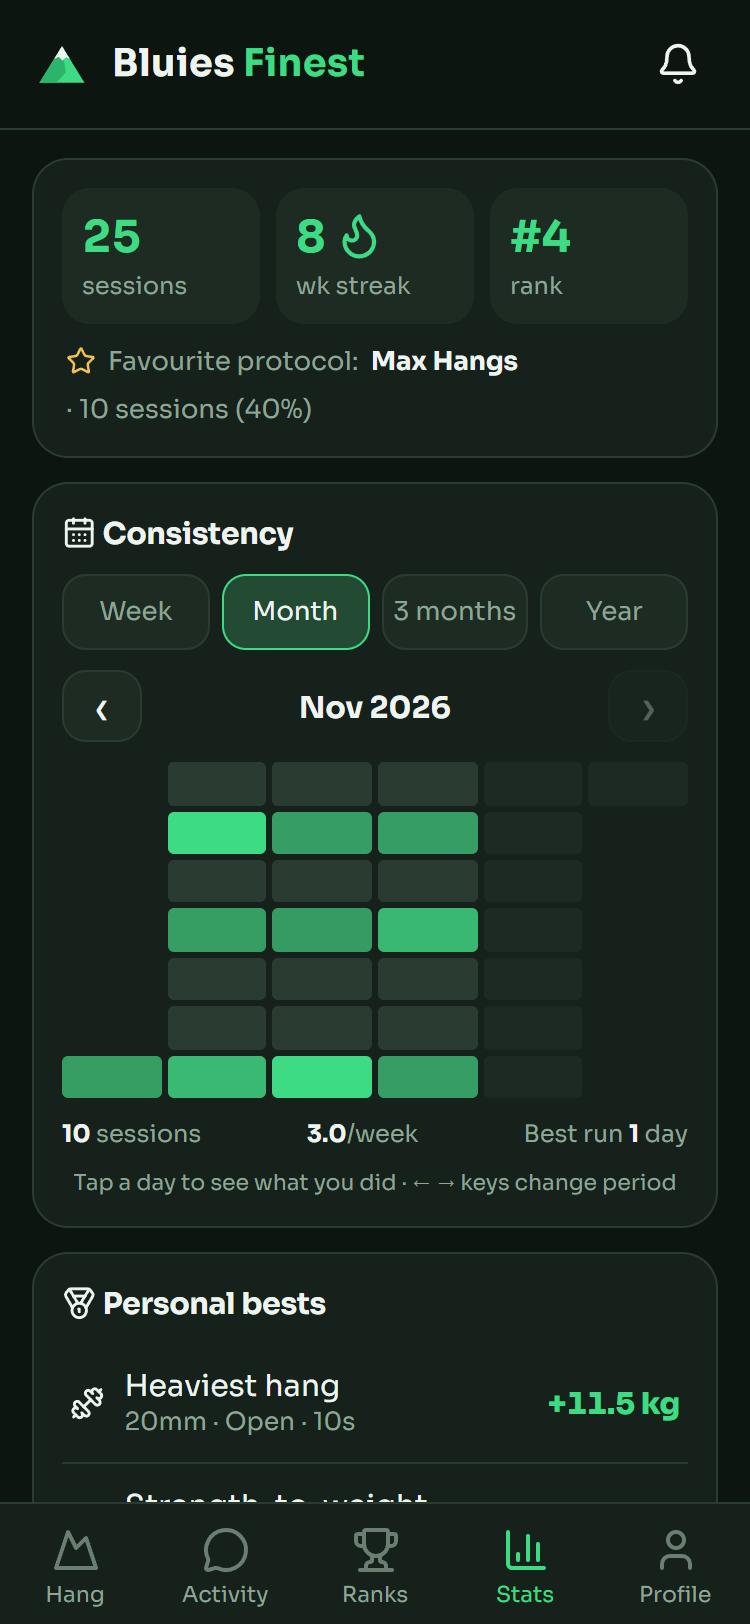 Bluies Finest
25
sessions
8
wk streak
#4
rank
Favourite protocol: Max Hangs
· 10 sessions (40%)
Consistency
Week
Month
3 months
Year
‹
Nov 2026
›
10 sessions
3.0/week
Best run 1 day
Tap a day to see what you did · ← → keys change period
Personal bests
Heaviest hang
20mm · Open · 10s
+11.5 kg
Strength-to-weight
Hang
Activity
Ranks
Stats
Profile